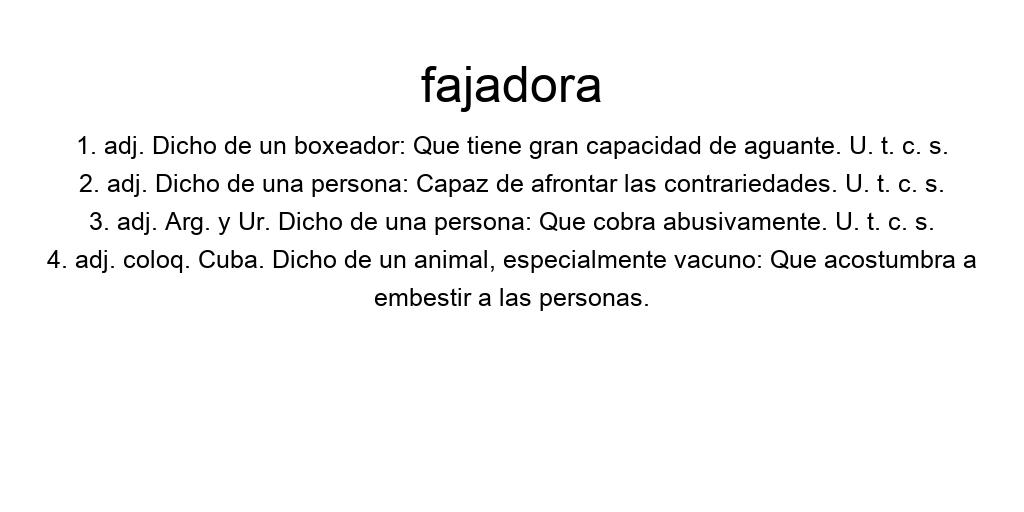 fajadora
1. adj. Dicho de un boxeador: Que tiene gran capacidad de aguante. U. t. c. s.
2. adj. Dicho de una persona: Capaz de afrontar las contrariedades. U. t. c. s.
3. adj. Arg. y Ur. Dicho de una persona: Que cobra abusivamente. U. t. c. s.
4. adj. coloq. Cuba. Dicho de un animal, especialmente vacuno: Que acostumbra a
embestir a las personas.